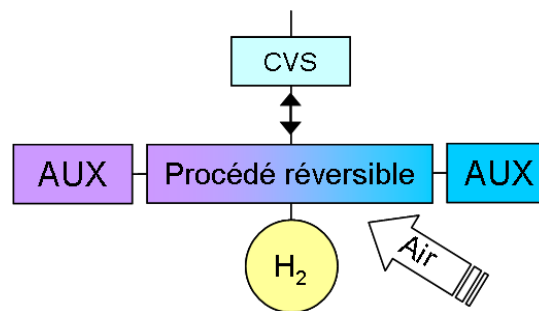 CVS
AUX
Procédé réversible
AUX
Air
H₂